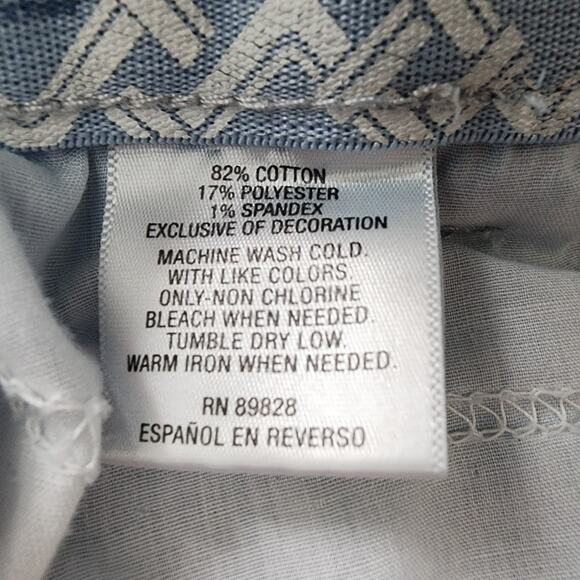 82% COTTON
17% POLYESTER
1% SPANDEX
EXCLUSIVE OF DECORATION
MACHINE WASH COLD.
WITH LIKE COLORS.
ONLY-NON CHLORINE
BLEACH WHEN NEEDED.
TUMBLE DRY LOW.
WARM IRON WHEN NEEDED.
RN 89828
ESPAÑOL EN REVERSO